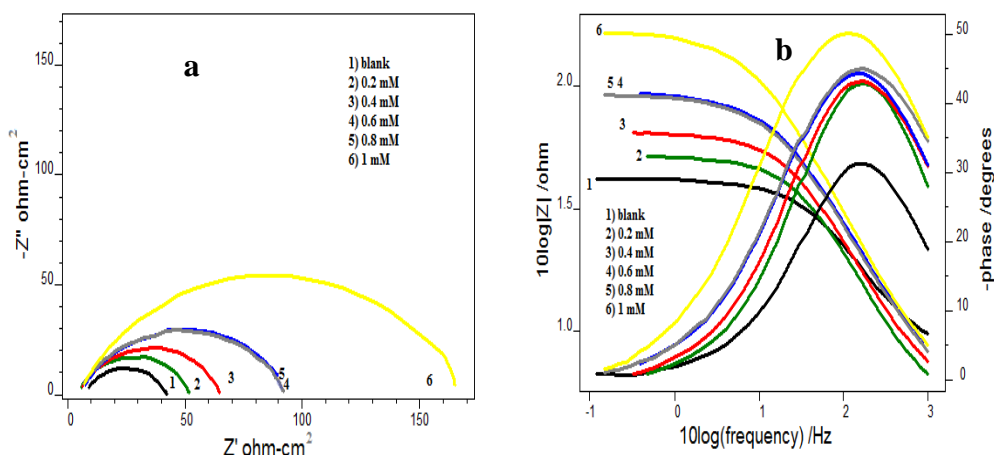 a
1) blank
2) 0.2 mM
3) 0.4 mM
4) 0.6 mM
5) 0.8 mM
6) 1 mM
150
100
50
0
-Z'' ohm-cm²
1
2
3
5
4
6
0
50
100
150
Z' ohm-cm²
b
6
5 4
3
2
1
1) blank
2) 0.2 mM
3) 0.4 mM
4) 0.6 mM
5) 0.8 mM
6) 1 mM
2.0
1.5
1.0
10log|Z| /ohm
-50
40
30
20
10
0
-phase /degrees
-1
0
1
2
3
10log(frequency) /Hz